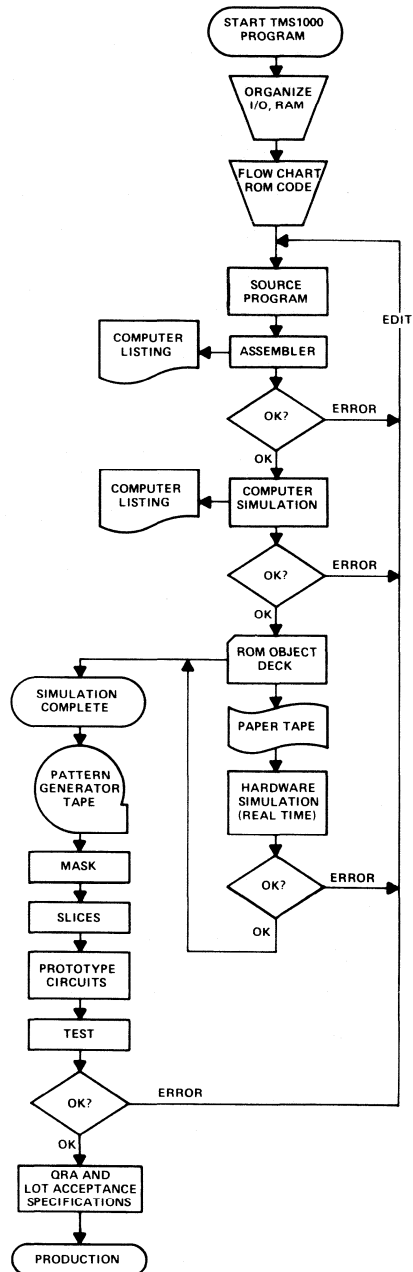 START TMS1000
PROGRAM
ORGANIZE
I/O, RAM
FLOW CHART
ROM CODE
SOURCE
PROGRAM
EDIT
COMPUTER
LISTING
ASSEMBLER
OK?
ERROR
OK
COMPUTER
LISTING
COMPUTER
SIMULATION
OK?
ERROR
OK
ROM OBJECT
DECK
SIMULATION
COMPLETE
PAPER TAPE
PATTERN
GENERATOR
TAPE
HARDWARE
SIMULATION
(REAL TIME)
MASK
OK?
ERROR
OK
SLICES
PROTOTYPE
CIRCUITS
TEST
OK?
ERROR
OK
QRA AND
LOT ACCEPTANCE
SPECIFICATIONS
PRODUCTION